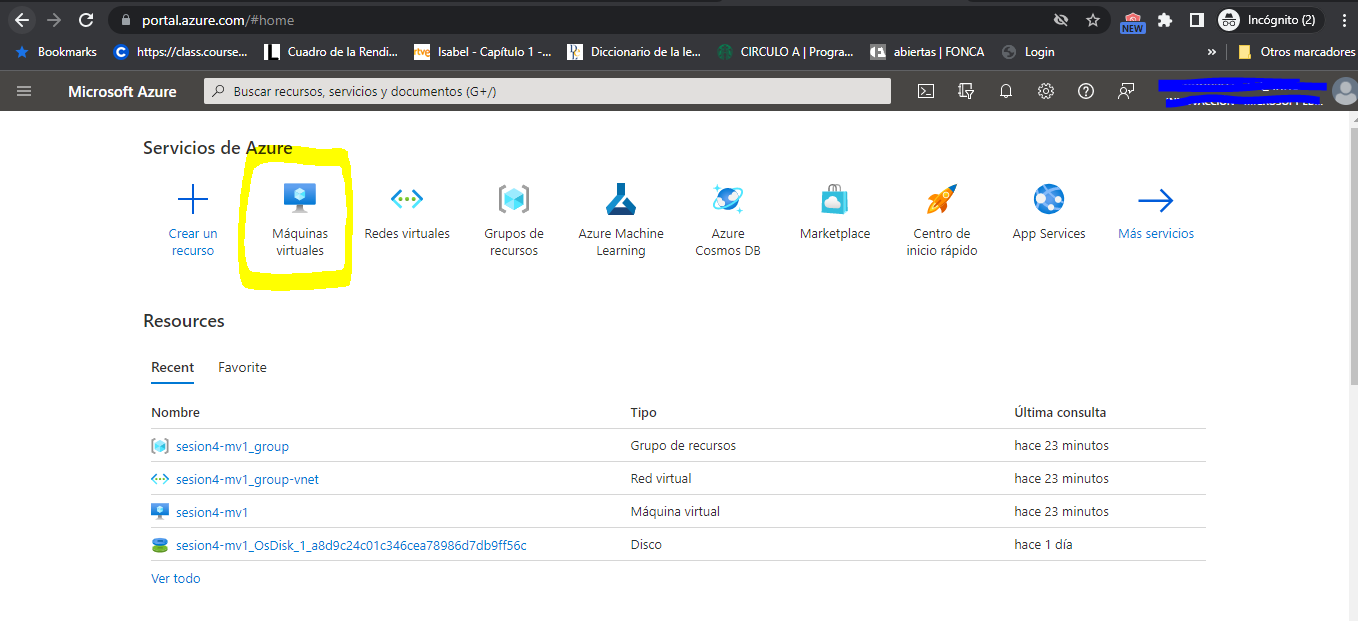 portal.azure.com/#home
NEW
Incógnito (2)
Bookmarks
https://class.course...
Cuadro de la Rendi...
rtve
Isabel - Capítulo 1 -...
Diccionario de la le...
CIRCULO A | Progra...
abiertas | FONCA
Login
»
Otros marcadores
Microsoft Azure
Buscar recursos, servicios y documentos (G+/)
Servicios de Azure
Crear un
recurso
Máquinas
virtuales
Redes virtuales
Grupos de
recursos
Azure Machine
Learning
Azure
Cosmos DB
Marketplace
Centro de
inicio rápido
App Services
Más servicios
Resources
Recent Favorite
Nombre Tipo Última consulta
sesion4-mv1_group Grupo de recursos hace 23 minutos
sesion4-mv1_group-vnet Red virtual hace 23 minutos
sesion4-mv1 Máquina virtual hace 23 minutos
sesion4-mv1_OsDisk_1_a8d9c24c01c346cea78986d7db9ff56c Disco hace 1 día
Ver todo